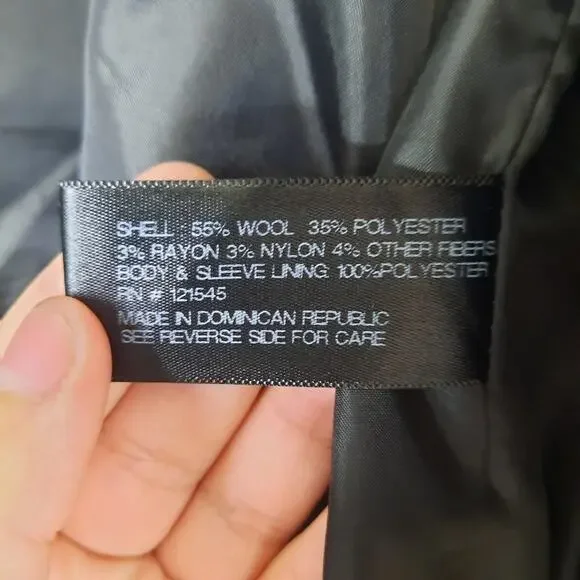 SHELL : 55% WOOL 35% POLYESTER
3% RAYON 3% NYLON 4% OTHER FIBERS
BODY & SLEEVE LINING: 100%POLYESTER
RN # 121545
MADE IN DOMINICAN REPUBLIC
SEE REVERSE SIDE FOR CARE